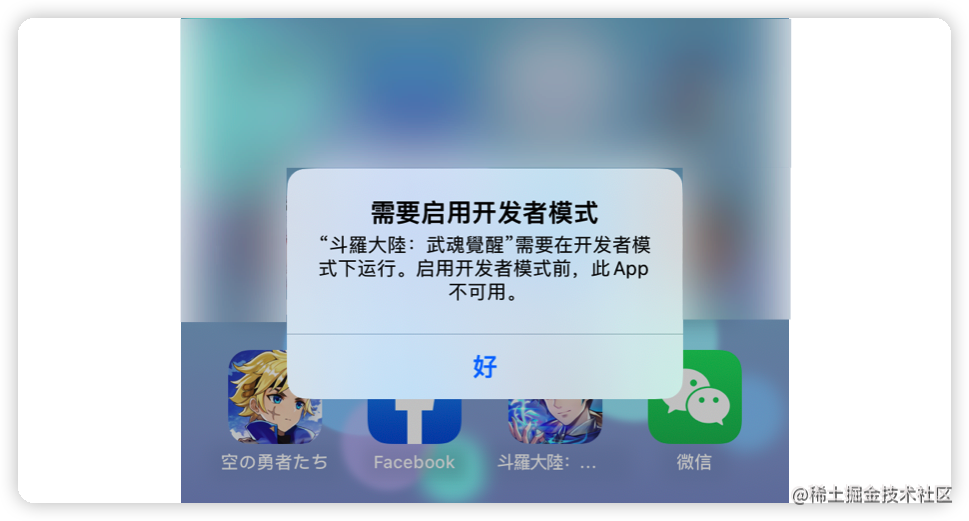 需要启用开发者模式
“斗羅大陸：武魂覺醒”需要在开发者模
式下运行。启用开发者模式前，此 App
不可用。
好
空の勇者たち
Facebook
斗羅大陸：…
微信
@稀土掘金技术社区